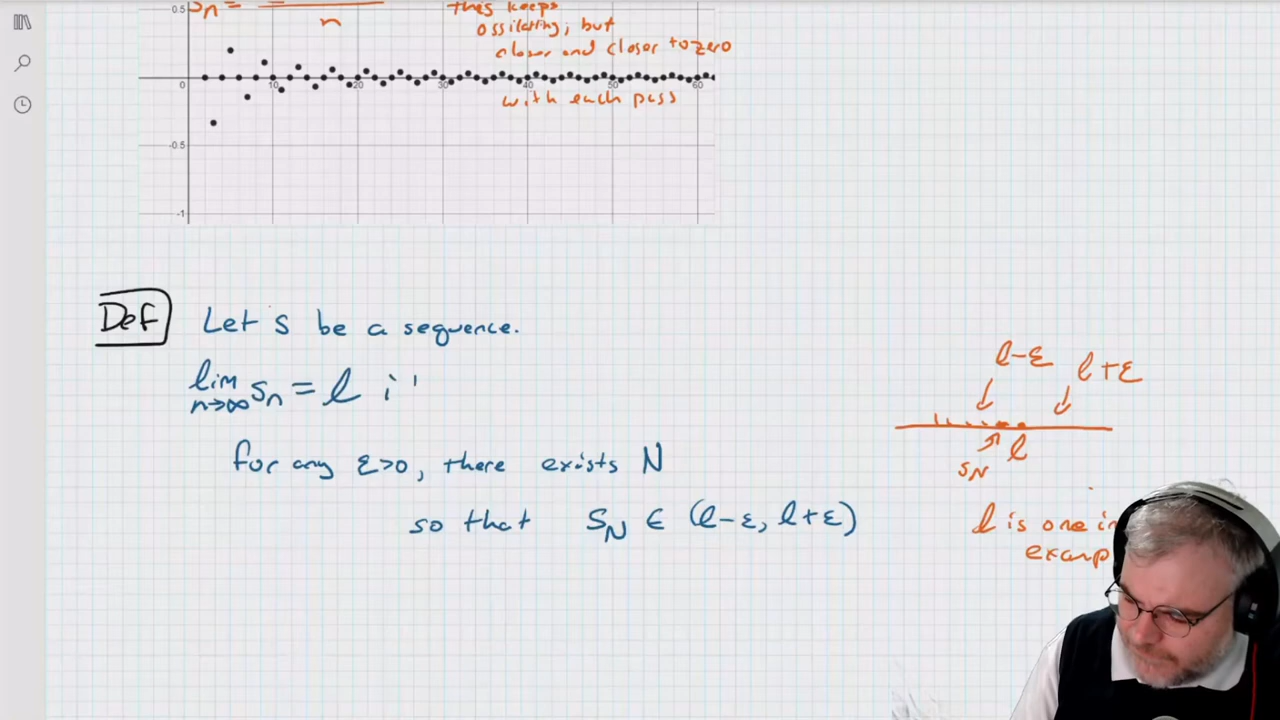 0.5
Sn =
n
this keeps
ossilating, but
closer and closer to zero
0 10 20 30 40 50 60
with each pass
-0.5
-1
Def Let S be a sequence.
lim n→∞ Sn = l i
for any ε>0, there exists N
so that SN ∈ (l-ε, l+ε)
l-ε l+ε
SN l
l is one in
examp